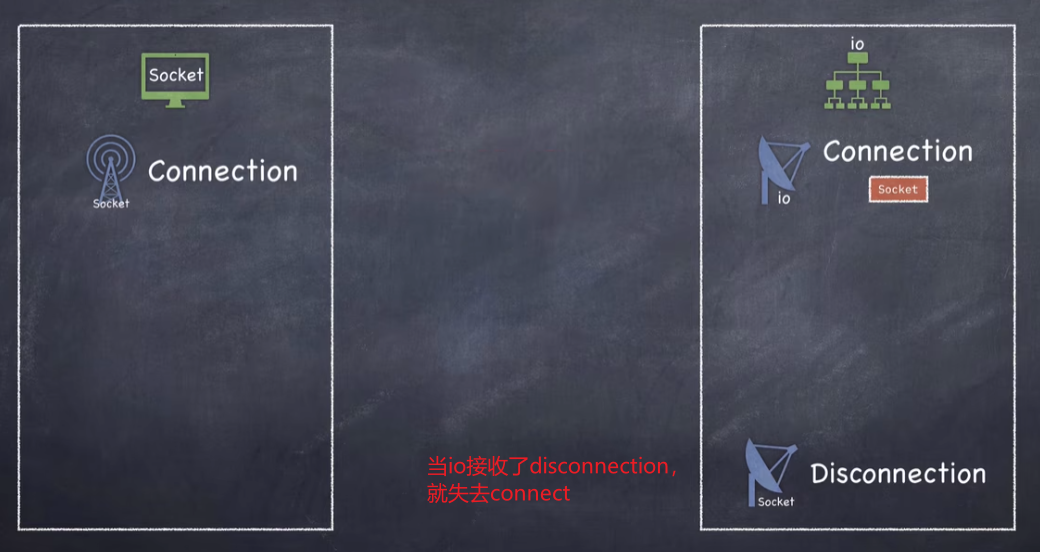 Socket
Connection
Socket
io
Connection
Socket
io
当io接收了disconnection，
就失去connect
Disconnection
Socket